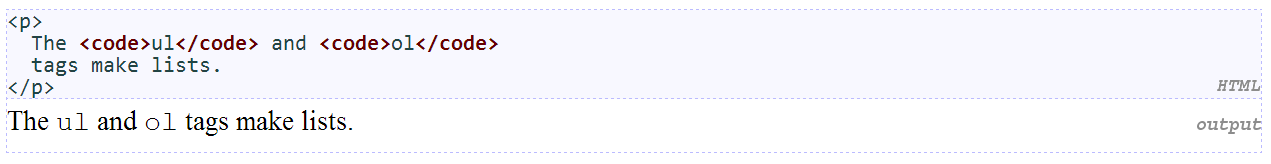 <p>
  The <code>ul</code> and <code>ol</code>
  tags make lists.
</p>
HTML
The ul and ol tags make lists.
output